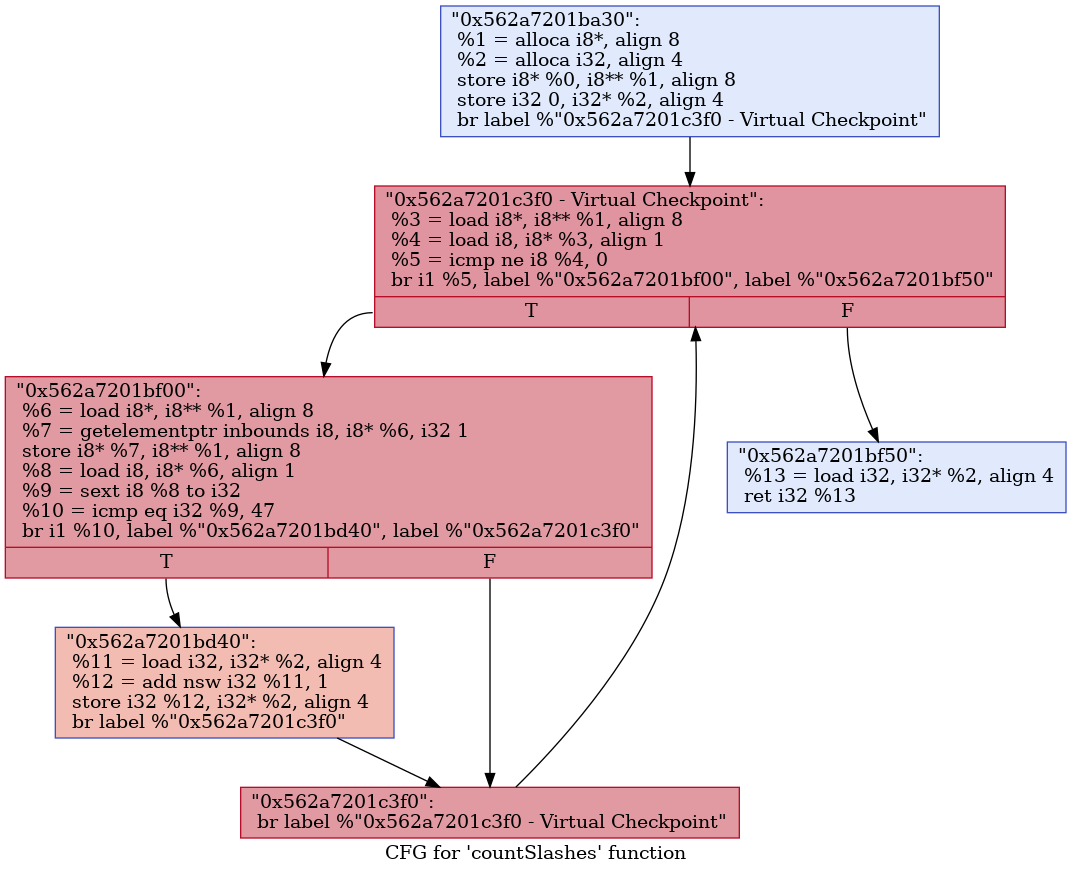 "0x562a7201ba30":
%1 = alloca i8*, align 8
%2 = alloca i32, align 4
store i8* %0, i8** %1, align 8
store i32 0, i32* %2, align 4
br label %"0x562a7201c3f0 - Virtual Checkpoint"
"0x562a7201c3f0 - Virtual Checkpoint":
%3 = load i8*, i8** %1, align 8
%4 = load i8, i8* %3, align 1
%5 = icmp ne i8 %4, 0
br i1 %5, label %"0x562a7201bf00", label %"0x562a7201bf50"
T F
"0x562a7201bf00":
%6 = load i8*, i8** %1, align 8
%7 = getelementptr inbounds i8, i8* %6, i32 1
store i8* %7, i8** %1, align 8
%8 = load i8, i8* %6, align 1
%9 = sext i8 %8 to i32
%10 = icmp eq i32 %9, 47
br i1 %10, label %"0x562a7201bd40", label %"0x562a7201c3f0"
T F
"0x562a7201bf50":
%13 = load i32, i32* %2, align 4
ret i32 %13
"0x562a7201bd40":
%11 = load i32, i32* %2, align 4
%12 = add nsw i32 %11, 1
store i32 %12, i32* %2, align 4
br label %"0x562a7201c3f0"
"0x562a7201c3f0":
br label %"0x562a7201c3f0 - Virtual Checkpoint"
CFG for 'countSlashes' function